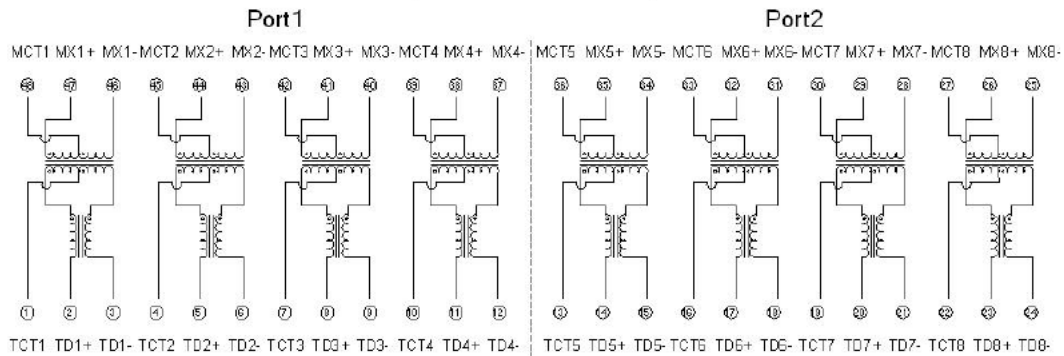 Port1 Port2
MCT1 MX1+ MX1- MCT2 MX2+ MX2- MCT3 MX3+ MX3- MCT4 MX4+ MX4- MCT5 MX5+ MX5- MCT6 MX6+ MX6- MCT7 MX7+ MX7- MCT8 MX8+ MX8-
48 47 46 45 44 43 42 41 40 39 38 37 36 35 34 33 32 31 30 29 28 27 26 25
1 2 3 4 5 6 7 8 9 10 11 12 13 14 15 16 17 18 19 20 21 22 23 24
TCT1 TD1+ TD1- TCT2 TD2+ TD2- TCT3 TD3+ TD3- TCT4 TD4+ TD4- TCT5 TD5+ TD5- TCT6 TD6+ TD6- TCT7 TD7+ TD7- TCT8 TD8+ TD8-